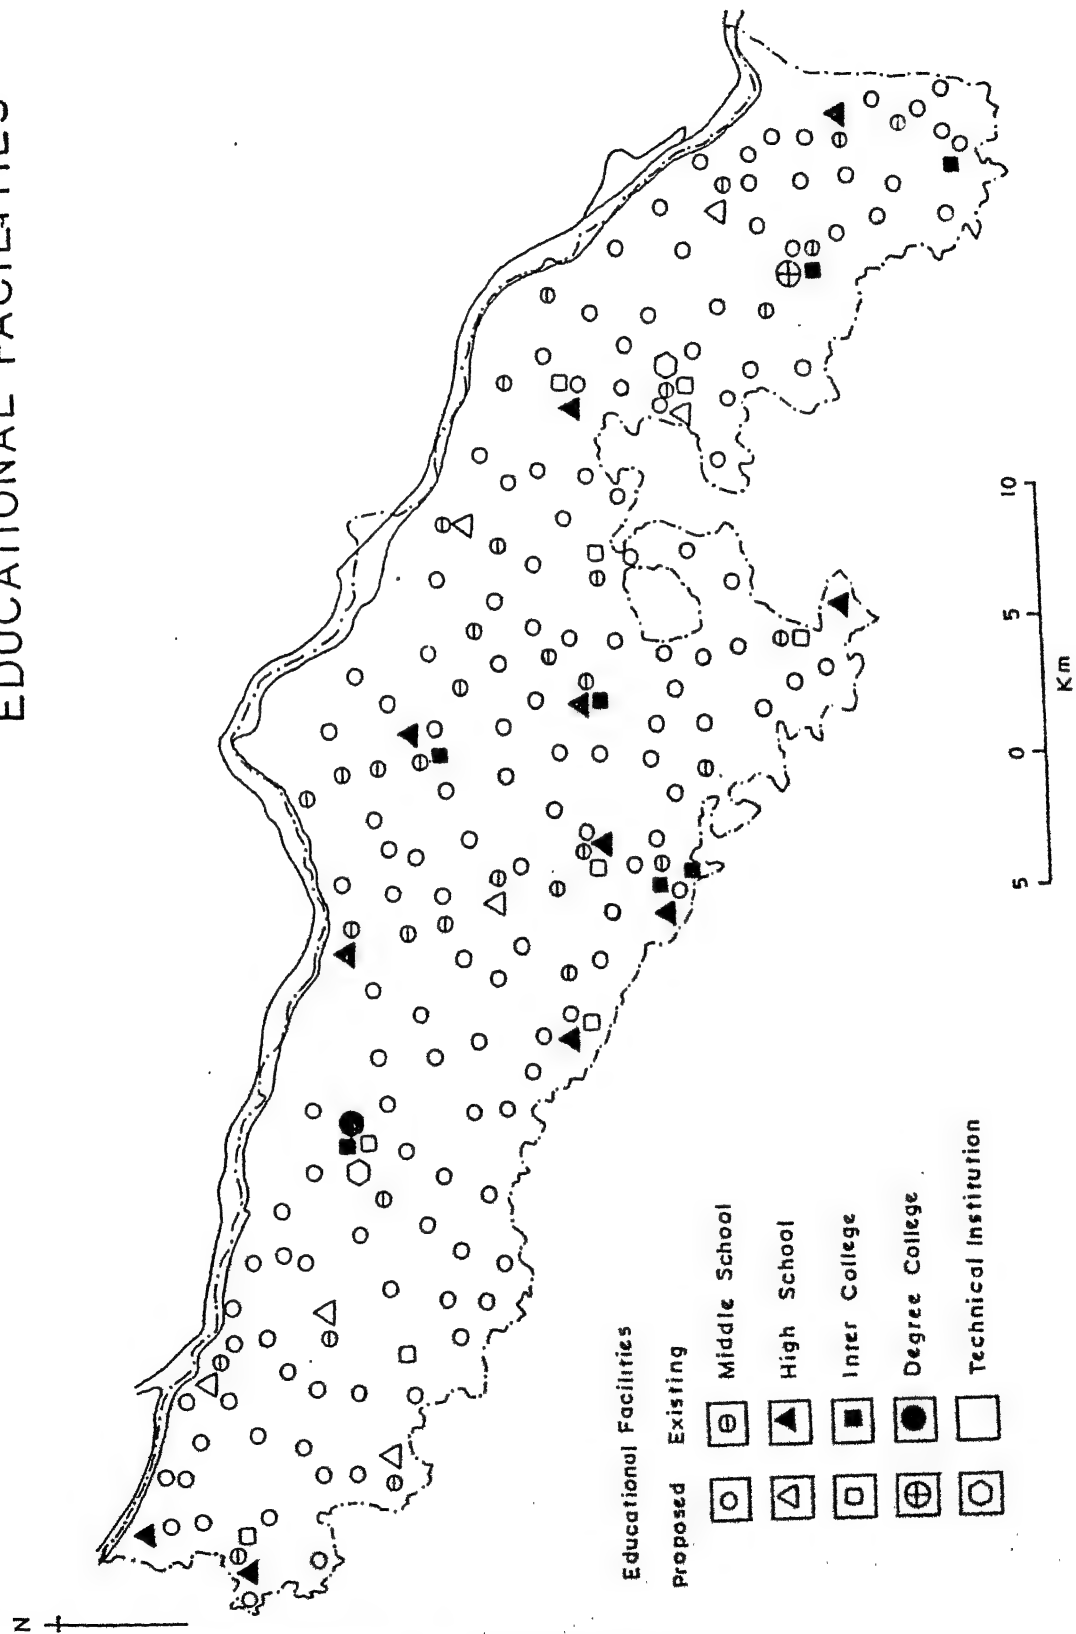 EDUCATIONAL FACILITIES
N
Educational Facilities
Proposed Existing
Middle School
High School
Inter College
Degree College
Technical Institution
5 0 5 10
Km